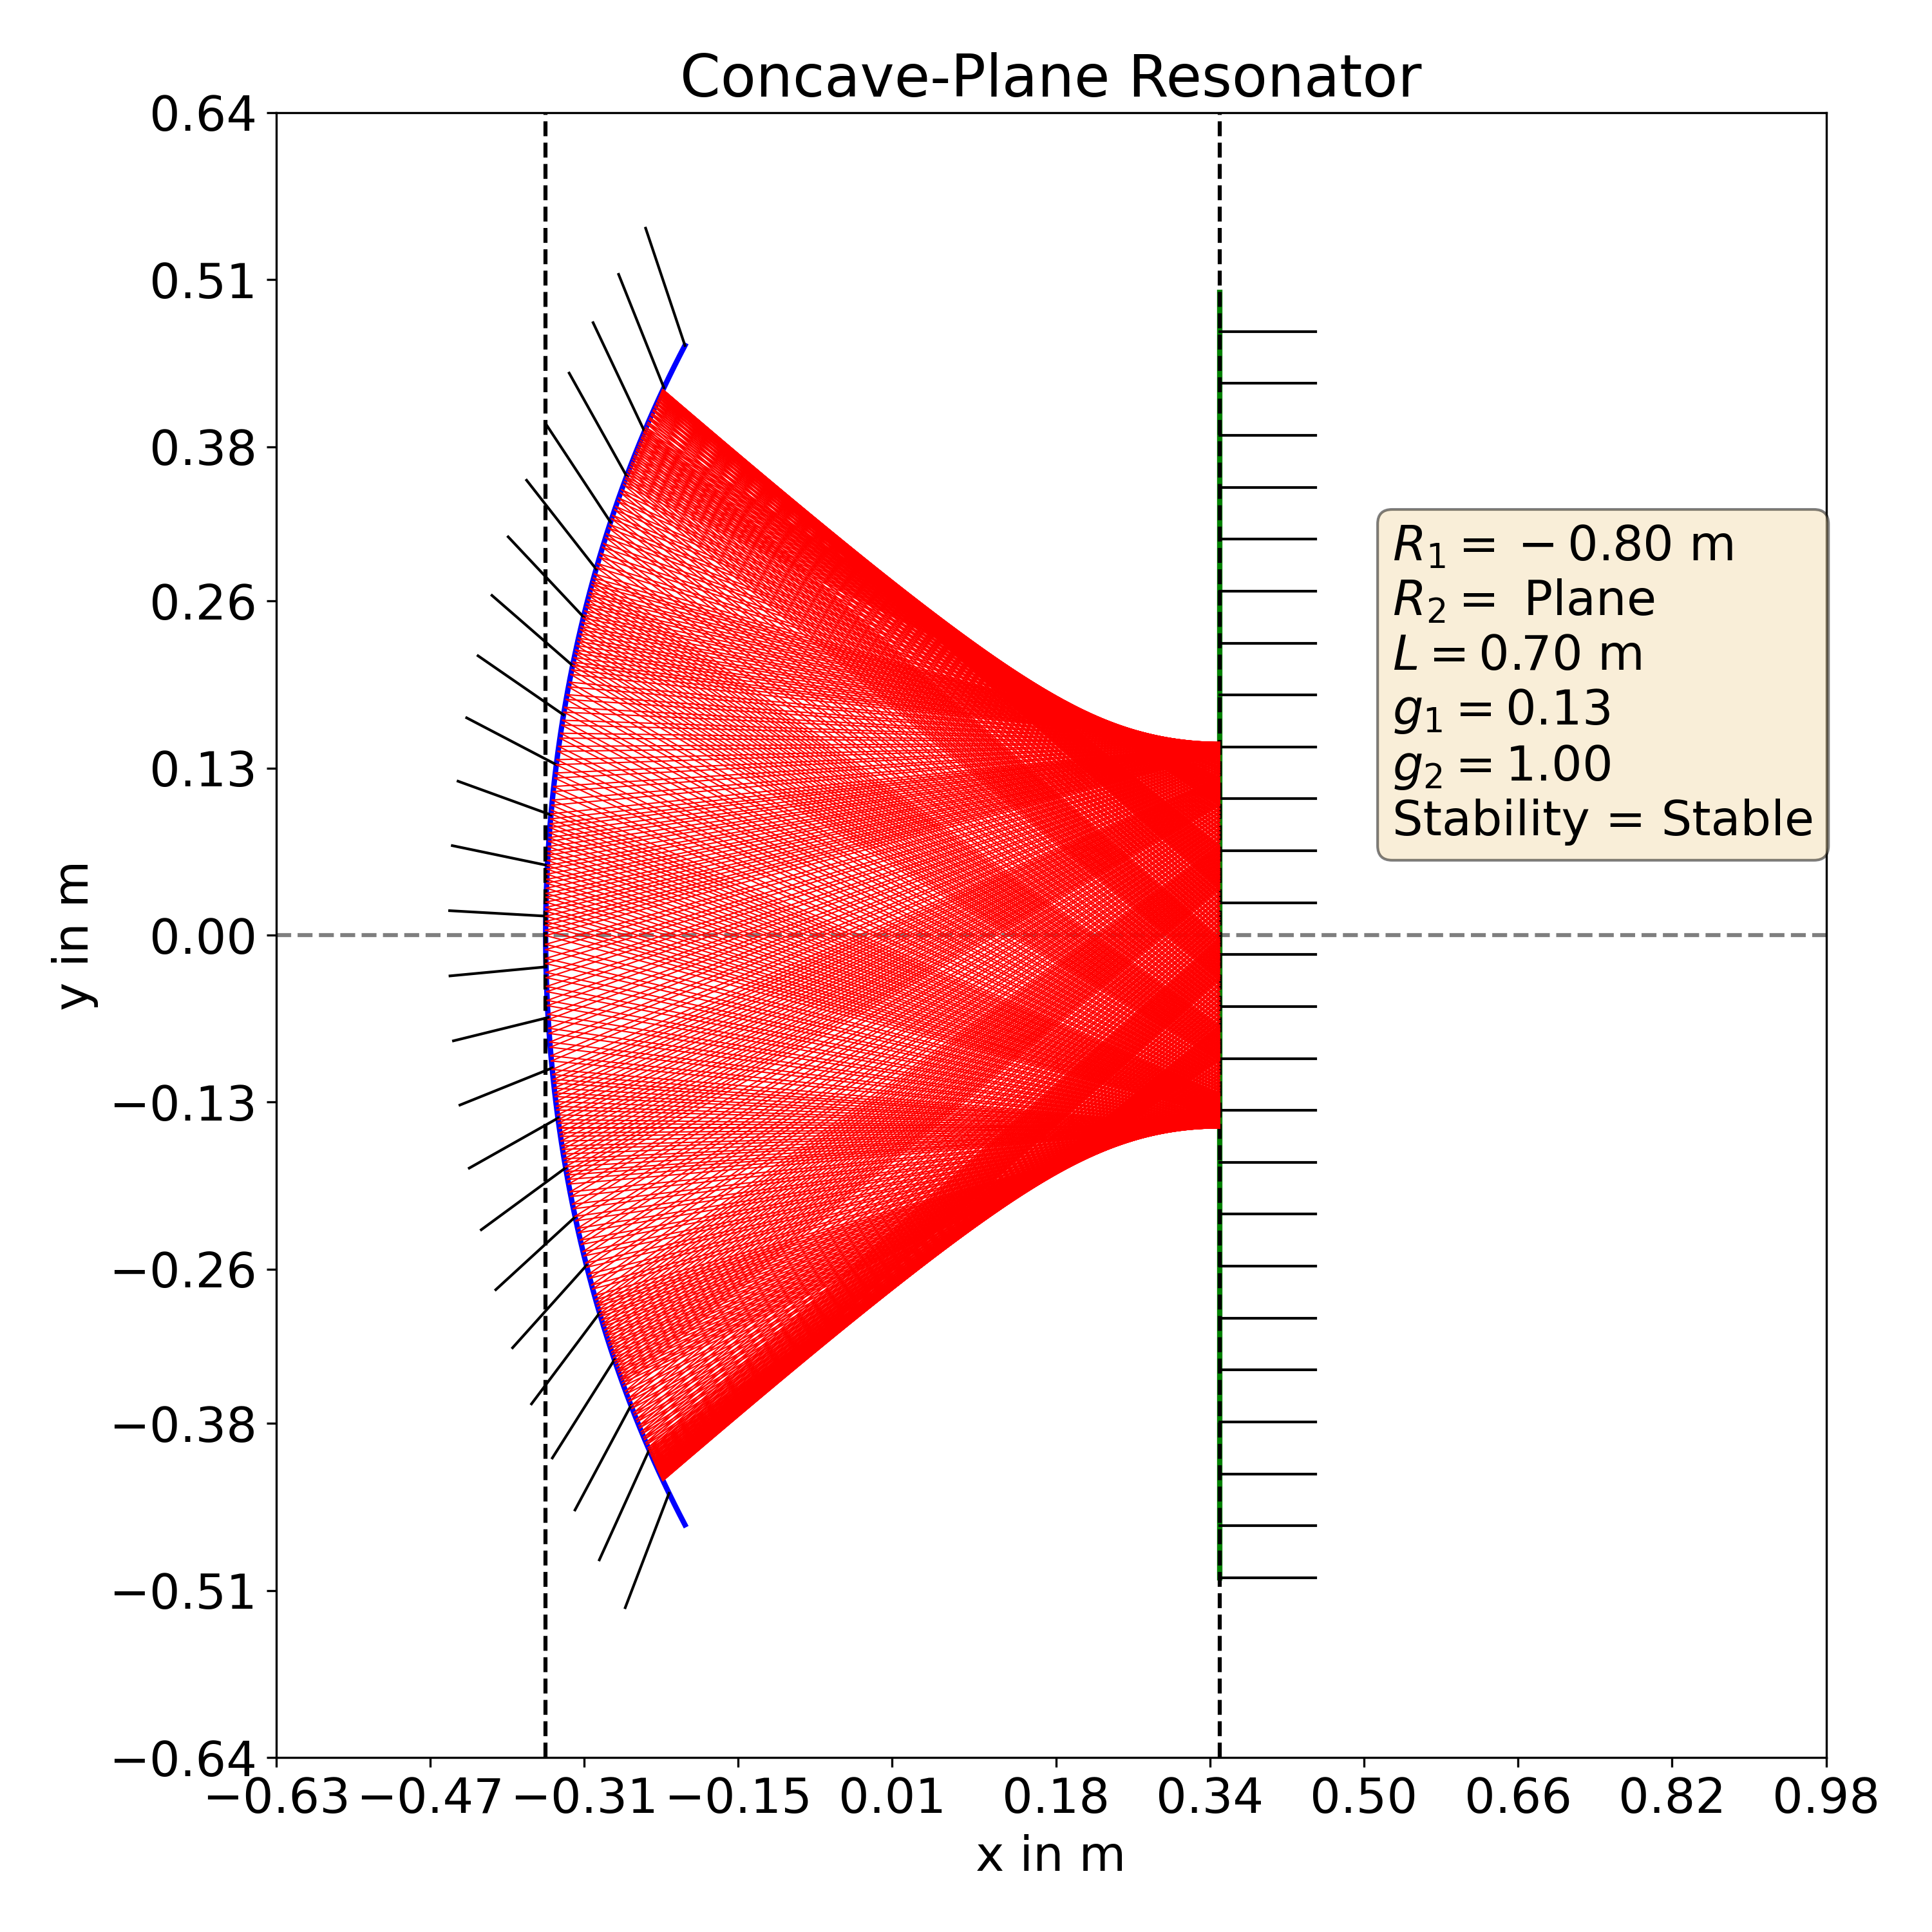 Concave-Plane Resonator
0.64
0.51
0.38
0.26
0.13
0.00
−0.13
−0.26
−0.38
−0.51
−0.64
y in m
−0.63 −0.47 −0.31 −0.15 0.01 0.18 0.34 0.50 0.66 0.82 0.98
x in m
R₁ = −0.80 m
R₂ = Plane
L = 0.70 m
g₁ = 0.13
g₂ = 1.00
Stability = Stable